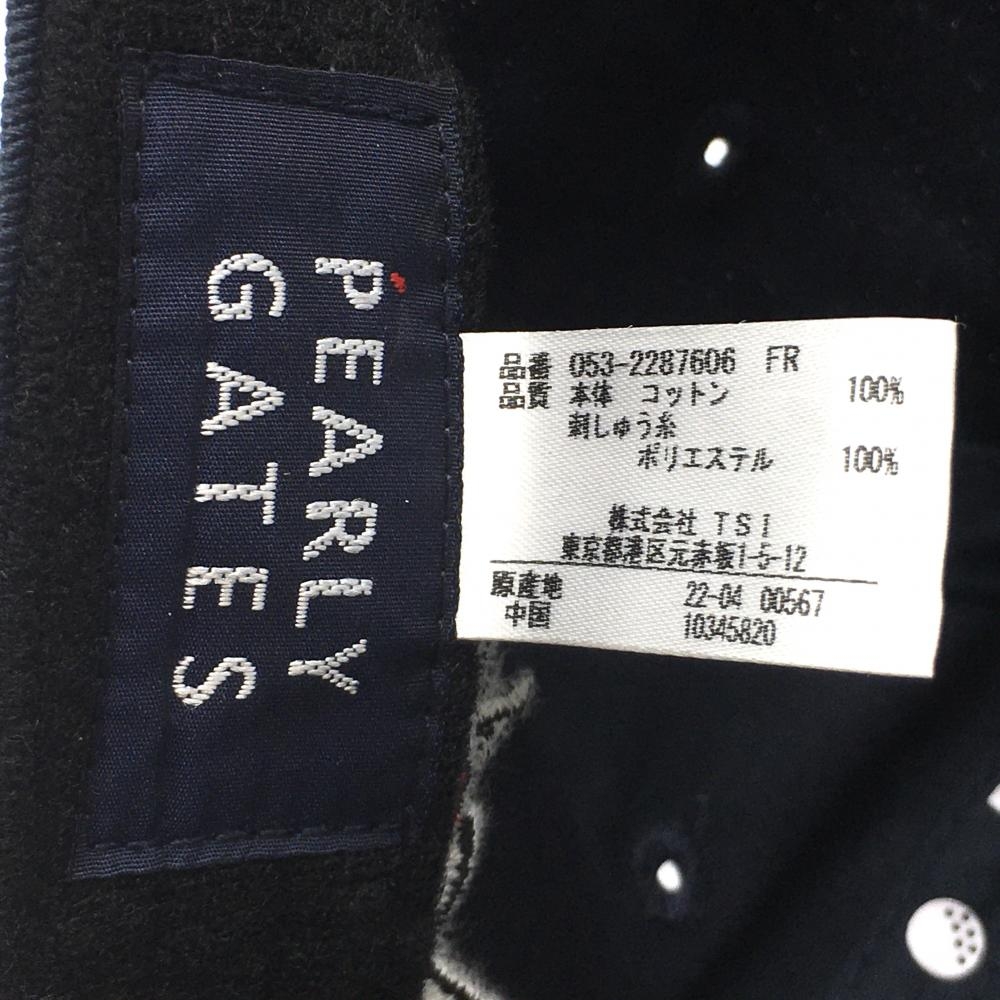 PEARLY
GATES
品番 053-2287606 FR
品質 本体 コットン 100%
刺しゅう糸
ポリエステル 100%
株式会社 TSI
東京都港区元赤坂1-5-12
原産地 22-04 00567
中国 10345820